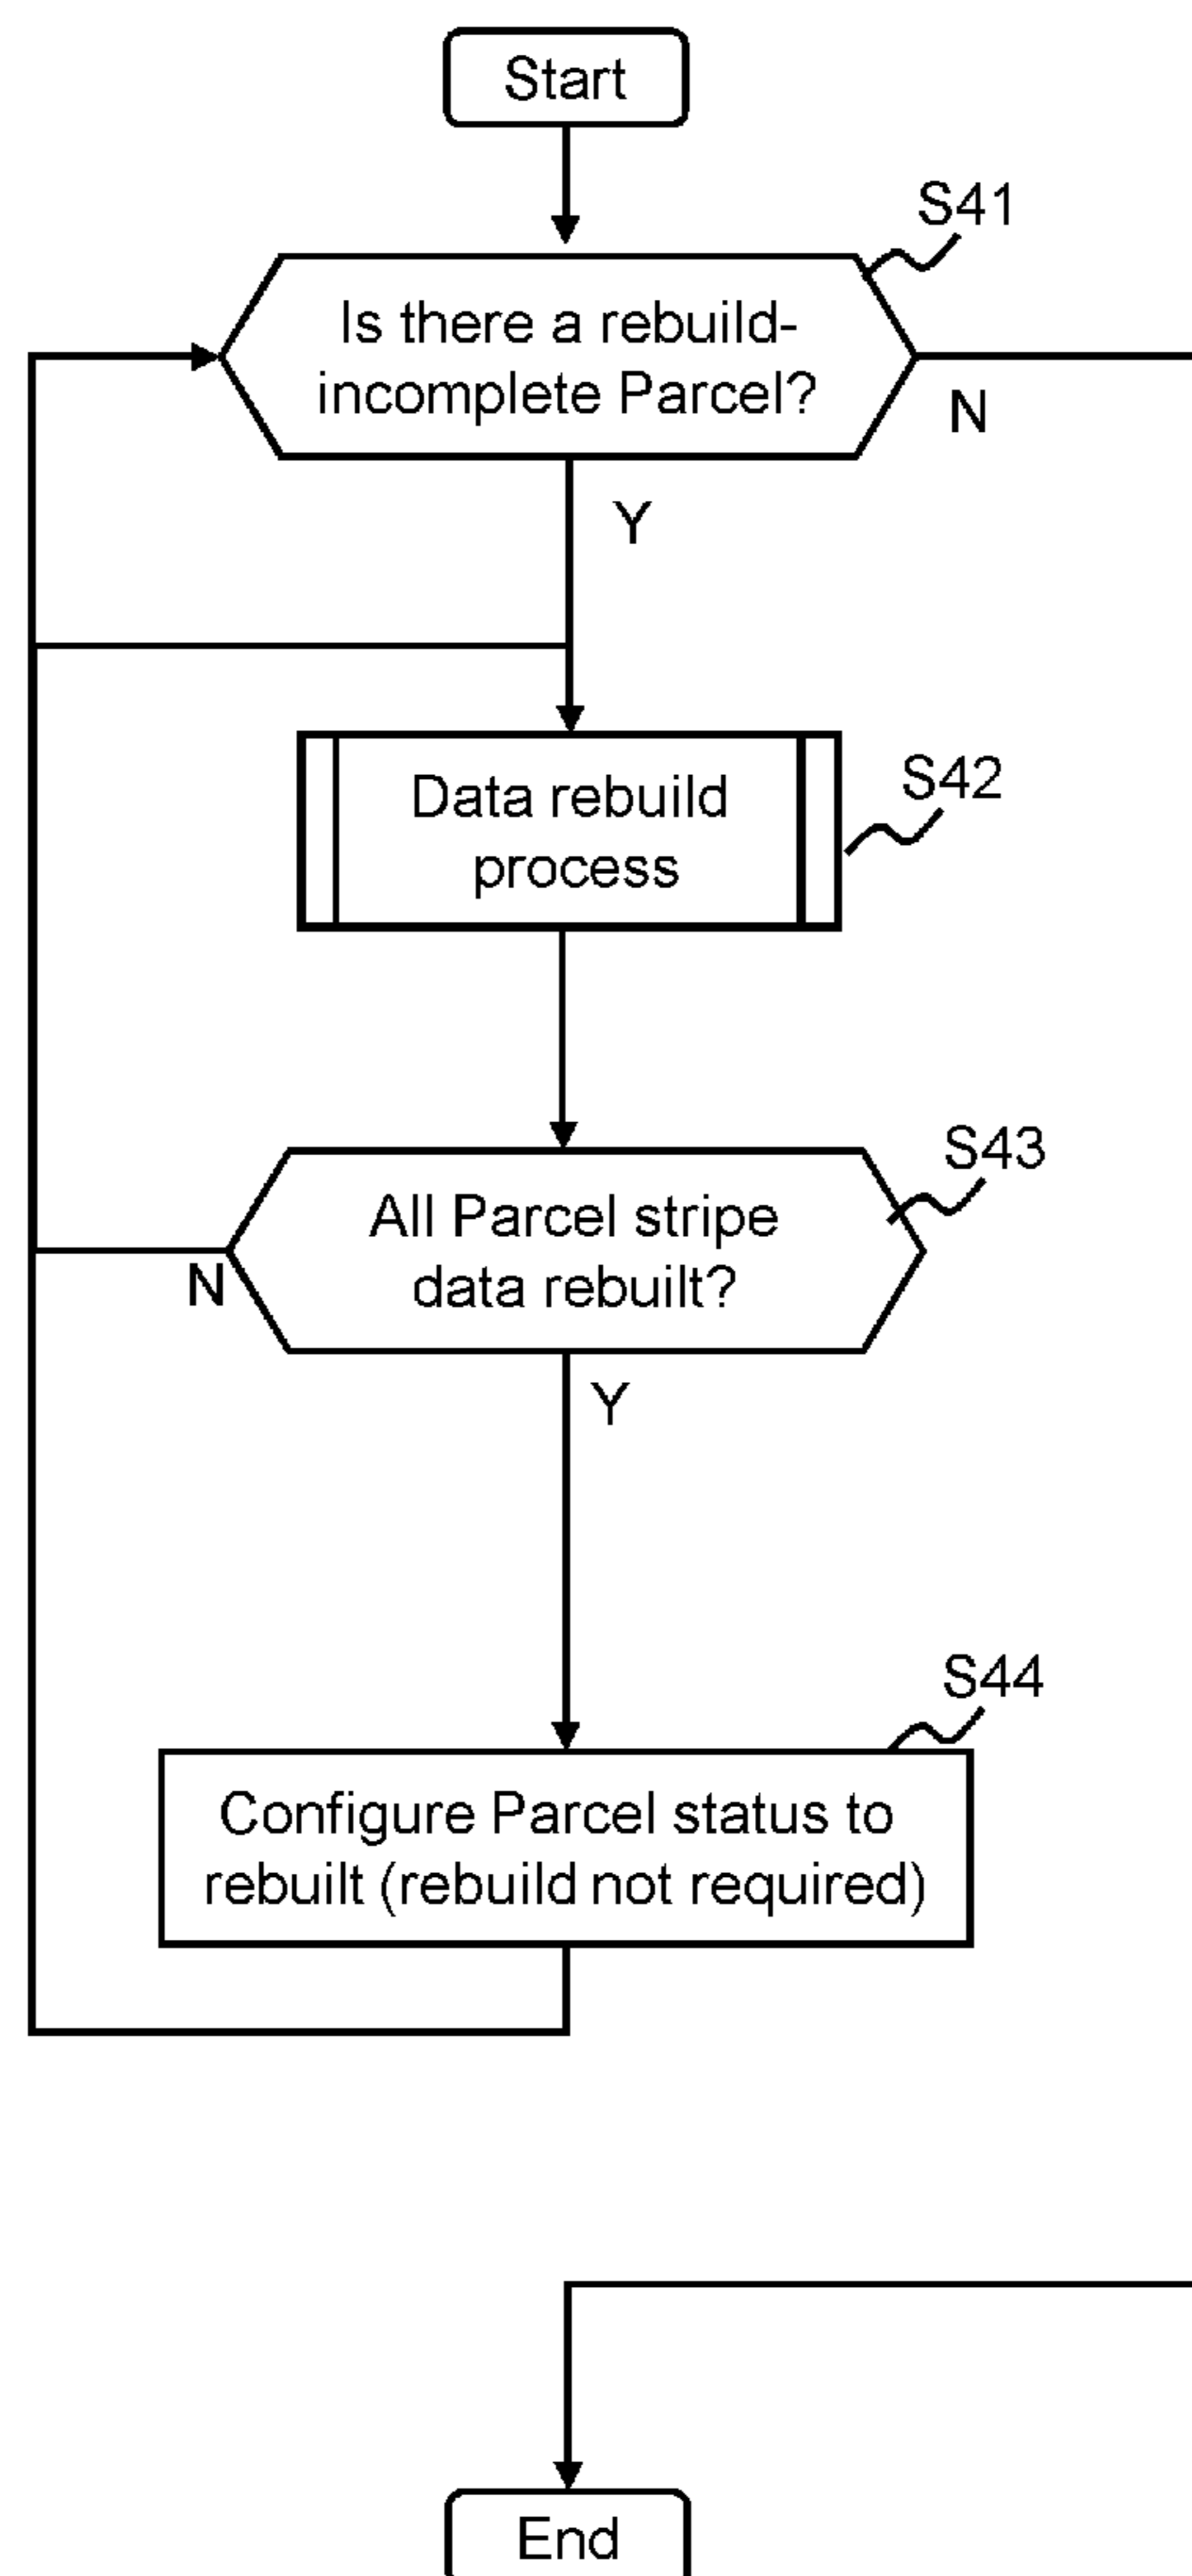 Start
S41
Is there a rebuild-
incomplete Parcel?
N
Y
S42
Data rebuild
process
S43
All Parcel stripe
data rebuilt?
N
Y
S44
Configure Parcel status to
rebuilt (rebuild not required)
End